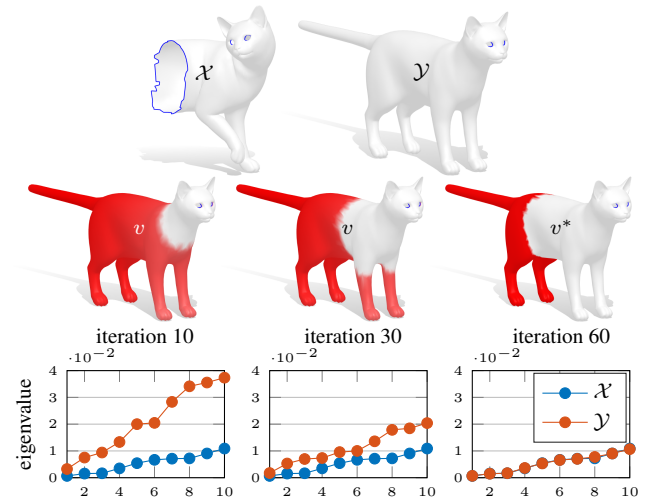 𝒳 𝒴
v v v*
iteration 10 iteration 30 iteration 60
·10⁻² ·10⁻²
eigenvalue
4 4 4
3 3 3
2 2 2
1 1 1
0 0 0
2 4 6 8 10 2 4 6 8 10 2 4 6 8 10
𝒳
𝒴